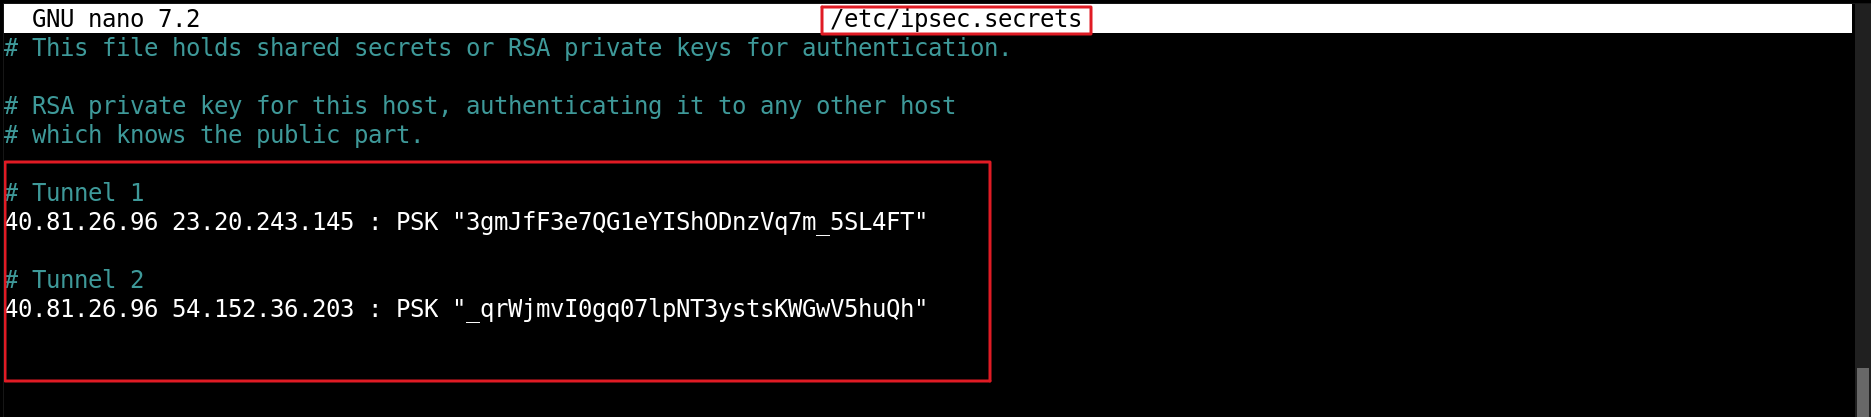 GNU nano 7.2 /etc/ipsec.secrets
# This file holds shared secrets or RSA private keys for authentication.
# RSA private key for this host, authenticating it to any other host
# which knows the public part.
# Tunnel 1
40.81.26.96 23.20.243.145 : PSK "3gmJfF3e7QG1eYIShODnzVq7m_5SL4FT"
# Tunnel 2
40.81.26.96 54.152.36.203 : PSK "_qrWjmvI0gq07lpNT3ystsKWGwV5huQh"